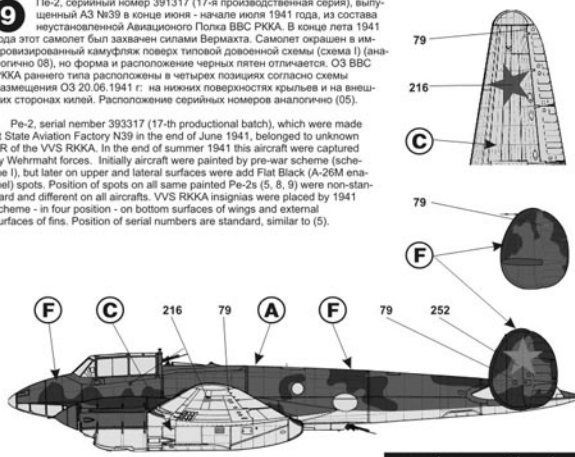 9
Пе-2, серийный номер 391317 (17-я производственная серия), выпу-
щенный АЗ №39 в конце июня - начале июля 1941 года, из состава
неустановленной Авиационного Полка ВВС РККА. В конце лета 1941
ода этот самолет был захвачен силами Вермахта. Самолет окрашен в им-
ровизированный камуфляж поверх типовой довоенной схемы (схема I) (ана-
логично 08), но форма и расположение черных пятен отличается. ОЗ ВВС
РККА раннего типа расположены в четырех позициях согласно схемы
размещения ОЗ 20.06.1941 г: на нижних поверхностях крыльев и на внеш-
их сторонах килей. Расположение серийных номеров аналогично (05).
Pe-2, serial nember 393317 (17-th productional batch), which were made
t State Aviation Factory N39 in the end of June 1941, belonged to unknown
R of the VVS RKKA. In the end of summer 1941 this aircraft were captured
y Wehrmaht forces. Initially aircraft were painted by pre-war scheme (sche-
e I), but later on upper and lateral surfaces were add Flat Black (A-26M ena-
el) spots. Position of spots on all same painted Pe-2s (5, 8, 9) were non-stan-
ard and different on all aircrafts. VVS RKKA insignias were placed by 1941
cheme - in four position - on bottom surfaces of wings and external
urfaces of fins. Position of serial numbers are standard, similar to (5).
79
216
C
79
F
F
C
216
79
A
F
79
252